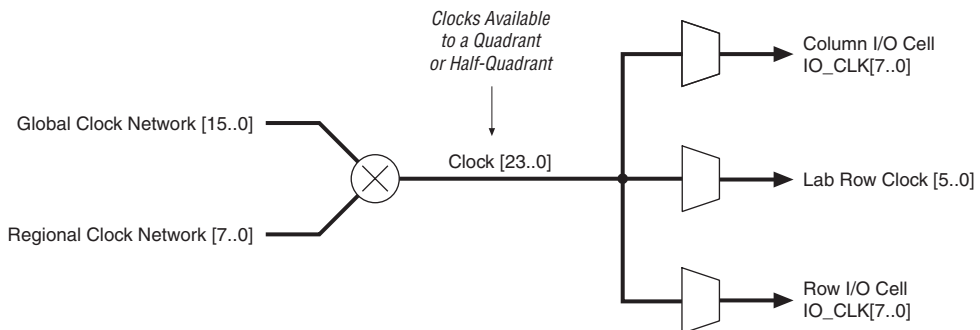 Clocks Available
to a Quadrant
or Half-Quadrant
Column I/O Cell
IO_CLK[7..0]
Global Clock Network [15..0]
Clock [23..0]
Lab Row Clock [5..0]
Regional Clock Network [7..0]
Row I/O Cell
IO_CLK[7..0]